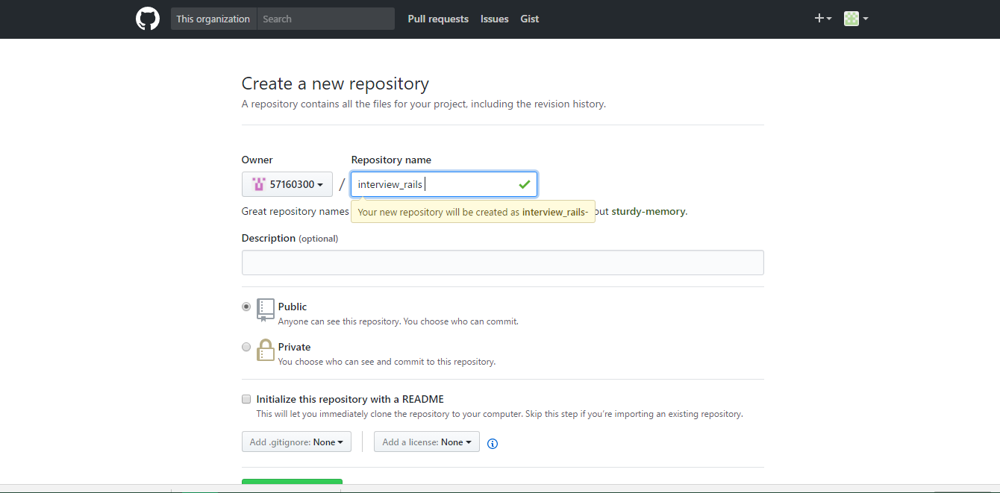 This organization Search Pull requests Issues Gist
Create a new repository
A repository contains all the files for your project, including the revision history.
Owner Repository name
57160300 / interview_rails
Great repository names Your new repository will be created as interview_rails- out sturdy-memory.
Description (optional)
Public
Anyone can see this repository. You choose who can commit.
Private
You choose who can see and commit to this repository.
Initialize this repository with a README
This will let you immediately clone the repository to your computer. Skip this step if you’re importing an existing repository.
Add .gitignore: None Add a license: None